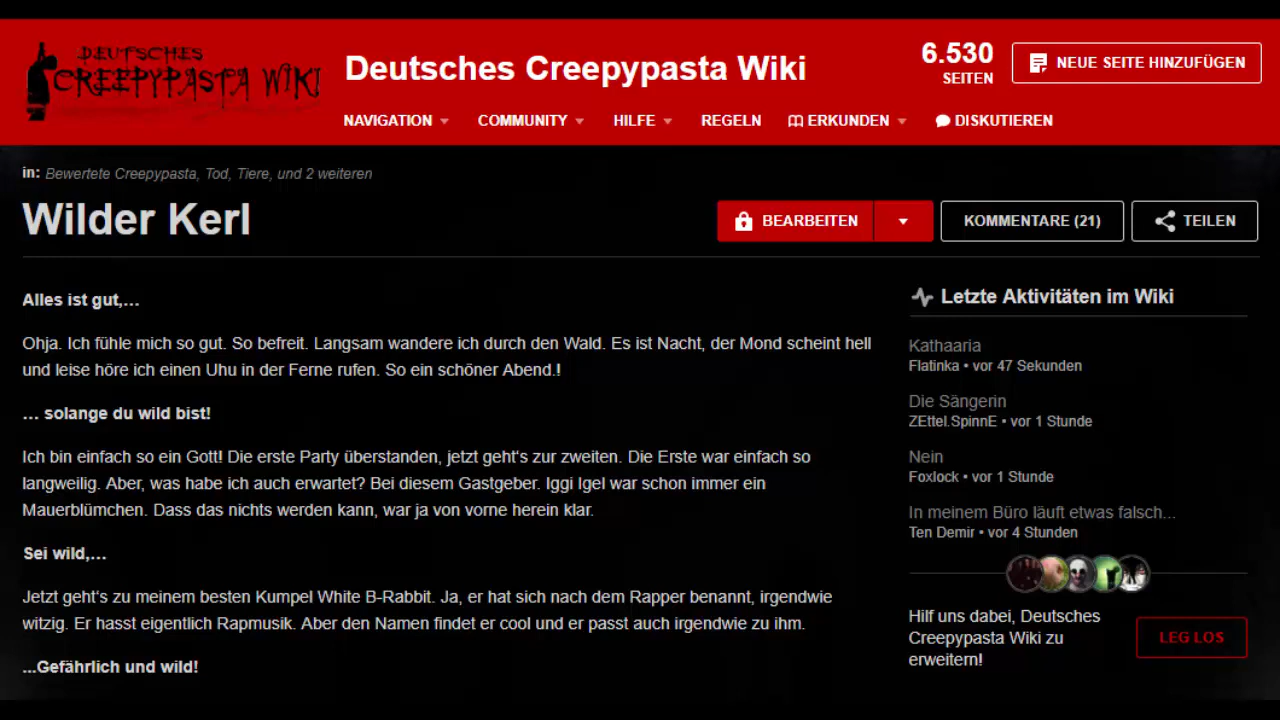 DEUTSCHES
CREEPYPASTA WIKI
Deutsches Creepypasta Wiki
6.530
SEITEN
NEUE SEITE HINZUFÜGEN
NAVIGATION
COMMUNITY
HILFE
REGELN
ERKUNDEN
DISKUTIEREN
in: Bewertete Creepypasta, Tod, Tiere, und 2 weiteren
Wilder Kerl
BEARBEITEN
KOMMENTARE (21)
TEILEN
Alles ist gut,…
Ohja. Ich fühle mich so gut. So befreit. Langsam wandere ich durch den Wald. Es ist Nacht, der Mond scheint hell
und leise höre ich einen Uhu in der Ferne rufen. So ein schöner Abend.!
… solange du wild bist!
Ich bin einfach so ein Gott! Die erste Party überstanden, jetzt geht's zur zweiten. Die Erste war einfach so
langweilig. Aber, was habe ich auch erwartet? Bei diesem Gastgeber. Iggi Igel war schon immer ein
Mauerblümchen. Dass das nichts werden kann, war ja von vorne herein klar.
Sei wild,…
Jetzt geht's zu meinem besten Kumpel White B-Rabbit. Ja, er hat sich nach dem Rapper benannt, irgendwie
witzig. Er hasst eigentlich Rapmusik. Aber den Namen findet er cool und er passt auch irgendwie zu ihm.
...Gefährlich und wild!
Letzte Aktivitäten im Wiki
Kathaaria
Flatinka • vor 47 Sekunden
Die Sängerin
ZEttel.SpinnE • vor 1 Stunde
Nein
Foxlock • vor 1 Stunde
In meinem Büro läuft etwas falsch...
Ten Demir • vor 4 Stunden
Hilf uns dabei, Deutsches
Creepypasta Wiki zu
erweitern!
LEG LOS